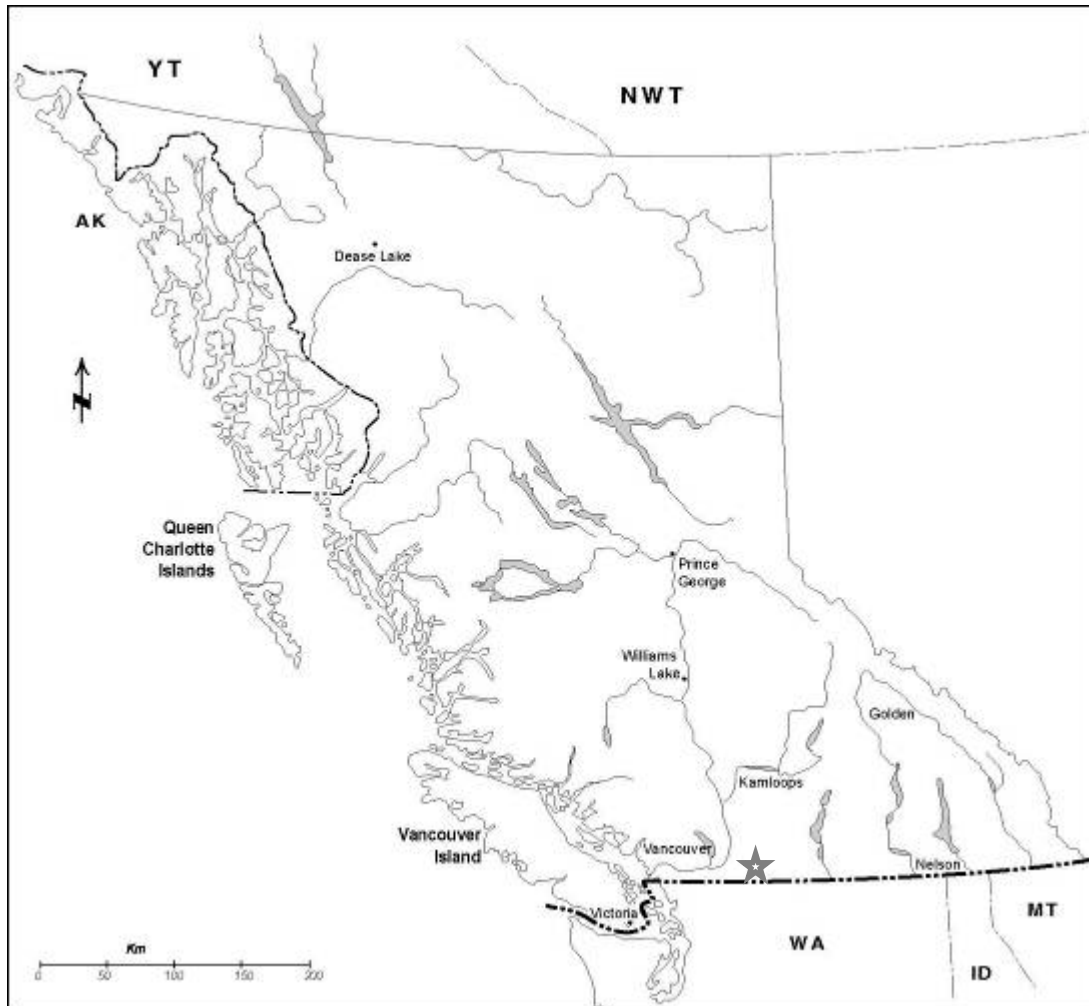 YT
NWT
AK
Dease Lake
N
Queen
Charlotte
Islands
Prince
George
Williams
Lake
Golden
Kamloops
Vancouver
Island
Vancouver
Nelson
Victoria
WA
ID
MT
Km
0 50 100 150 200